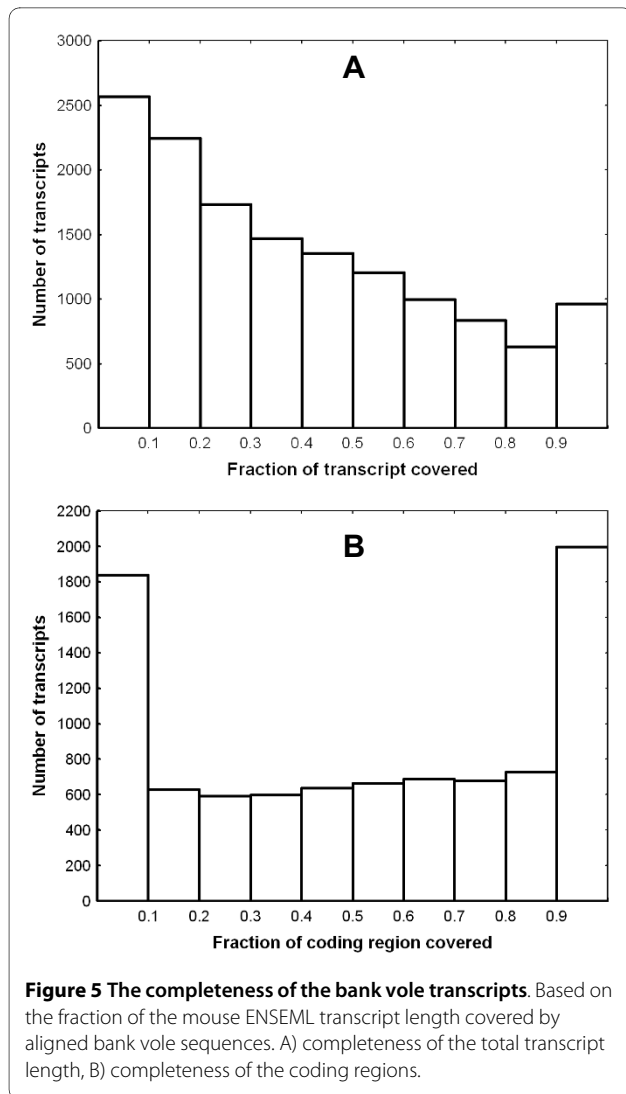 A
3000
2500
2000
1500
1000
500
0
Number of transcripts
0.1 0.2 0.3 0.4 0.5 0.6 0.7 0.8 0.9
Fraction of transcript covered
B
2200
2000
1800
1600
1400
1200
1000
800
600
400
200
0
Number of transcripts
0.1 0.2 0.3 0.4 0.5 0.6 0.7 0.8 0.9
Fraction of coding region covered
Figure 5 The completeness of the bank vole transcripts. Based on
the fraction of the mouse ENSEML transcript length covered by
aligned bank vole sequences. A) completeness of the total transcript
length, B) completeness of the coding regions.